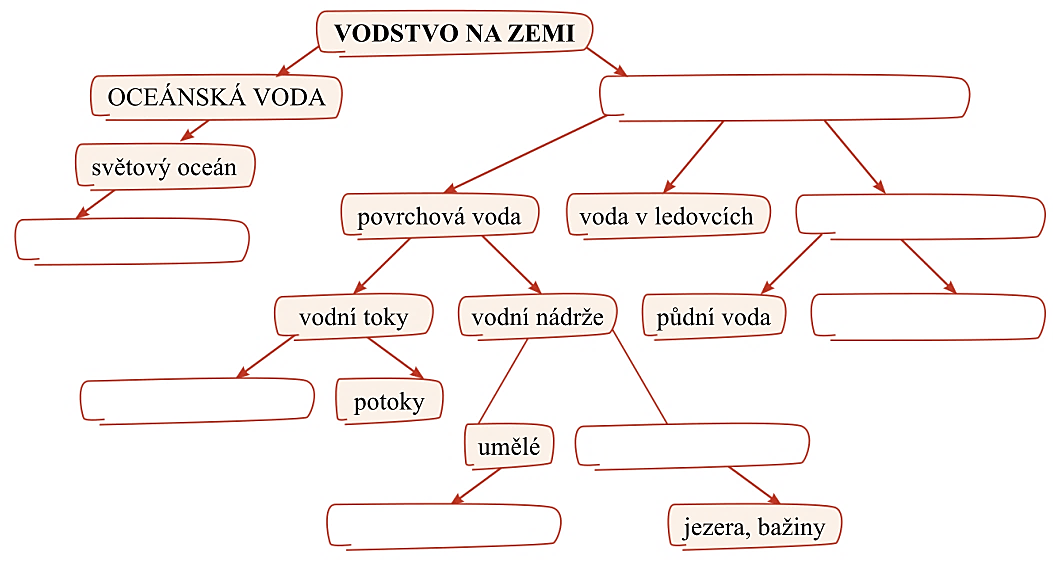 VODSTVO NA ZEMI
OCEÁNSKÁ VODA
světový oceán
povrchová voda
voda v ledovcích
vodní toky
vodní nádrže
půdní voda
potoky
umělé
jezera, bažiny